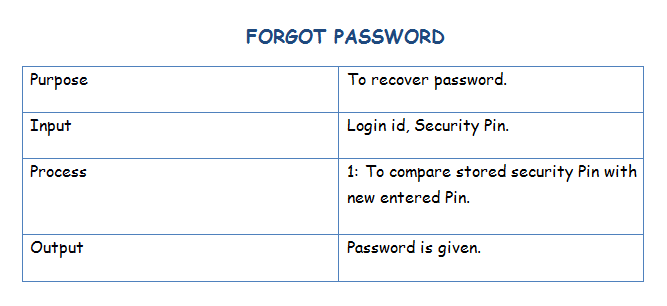 FORGOT PASSWORD
Purpose
To recover password.
Input
Login id, Security Pin.
Process
1: To compare stored security Pin with
new entered Pin.
Output
Password is given.